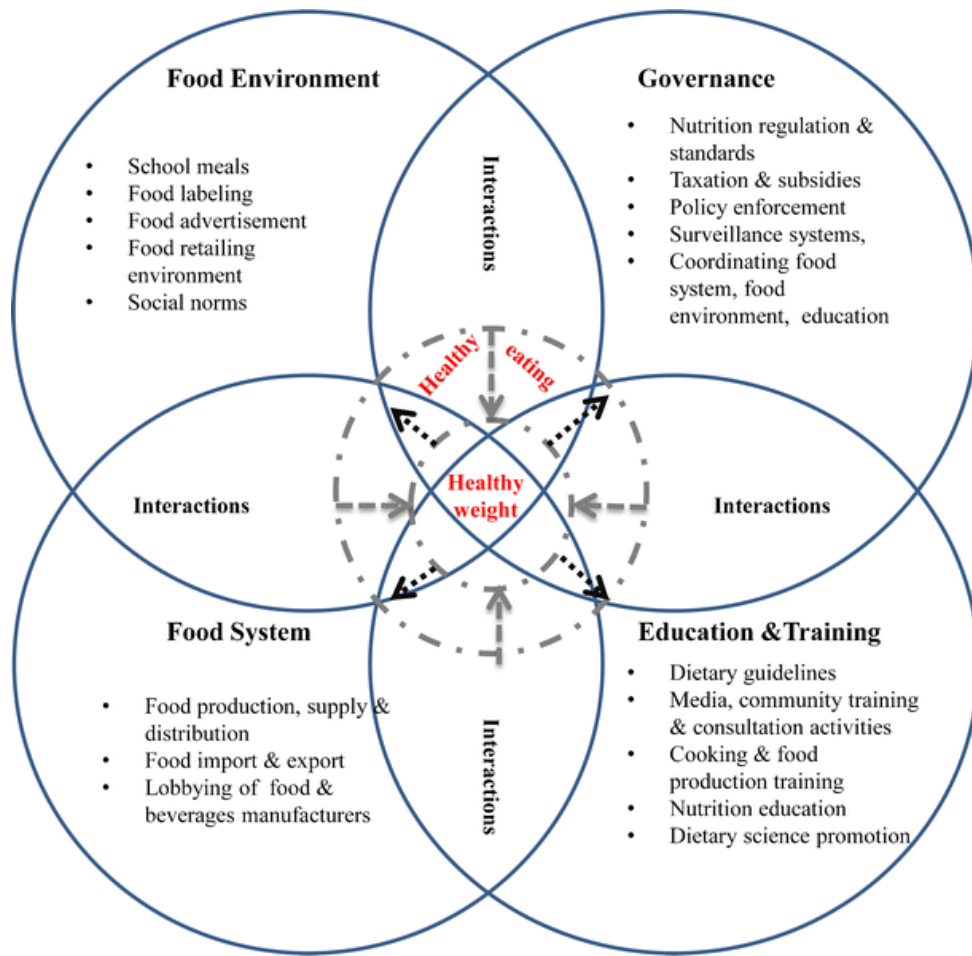 Food Environment
• School meals
• Food labeling
• Food advertisement
• Food retailing
environment
• Social norms
Governance
• Nutrition regulation &
standards
• Taxation & subsidies
• Policy enforcement
• Surveillance systems,
• Coordinating food
system, food
environment, education
Interactions
Healthy eating
Interactions
Healthy
weight
Interactions
Food System
• Food production, supply &
distribution
• Food import & export
• Lobbying of food &
beverages manufacturers
Interactions
Education &Training
• Dietary guidelines
• Media, community training
& consultation activities
• Cooking & food
production training
• Nutrition education
• Dietary science promotion